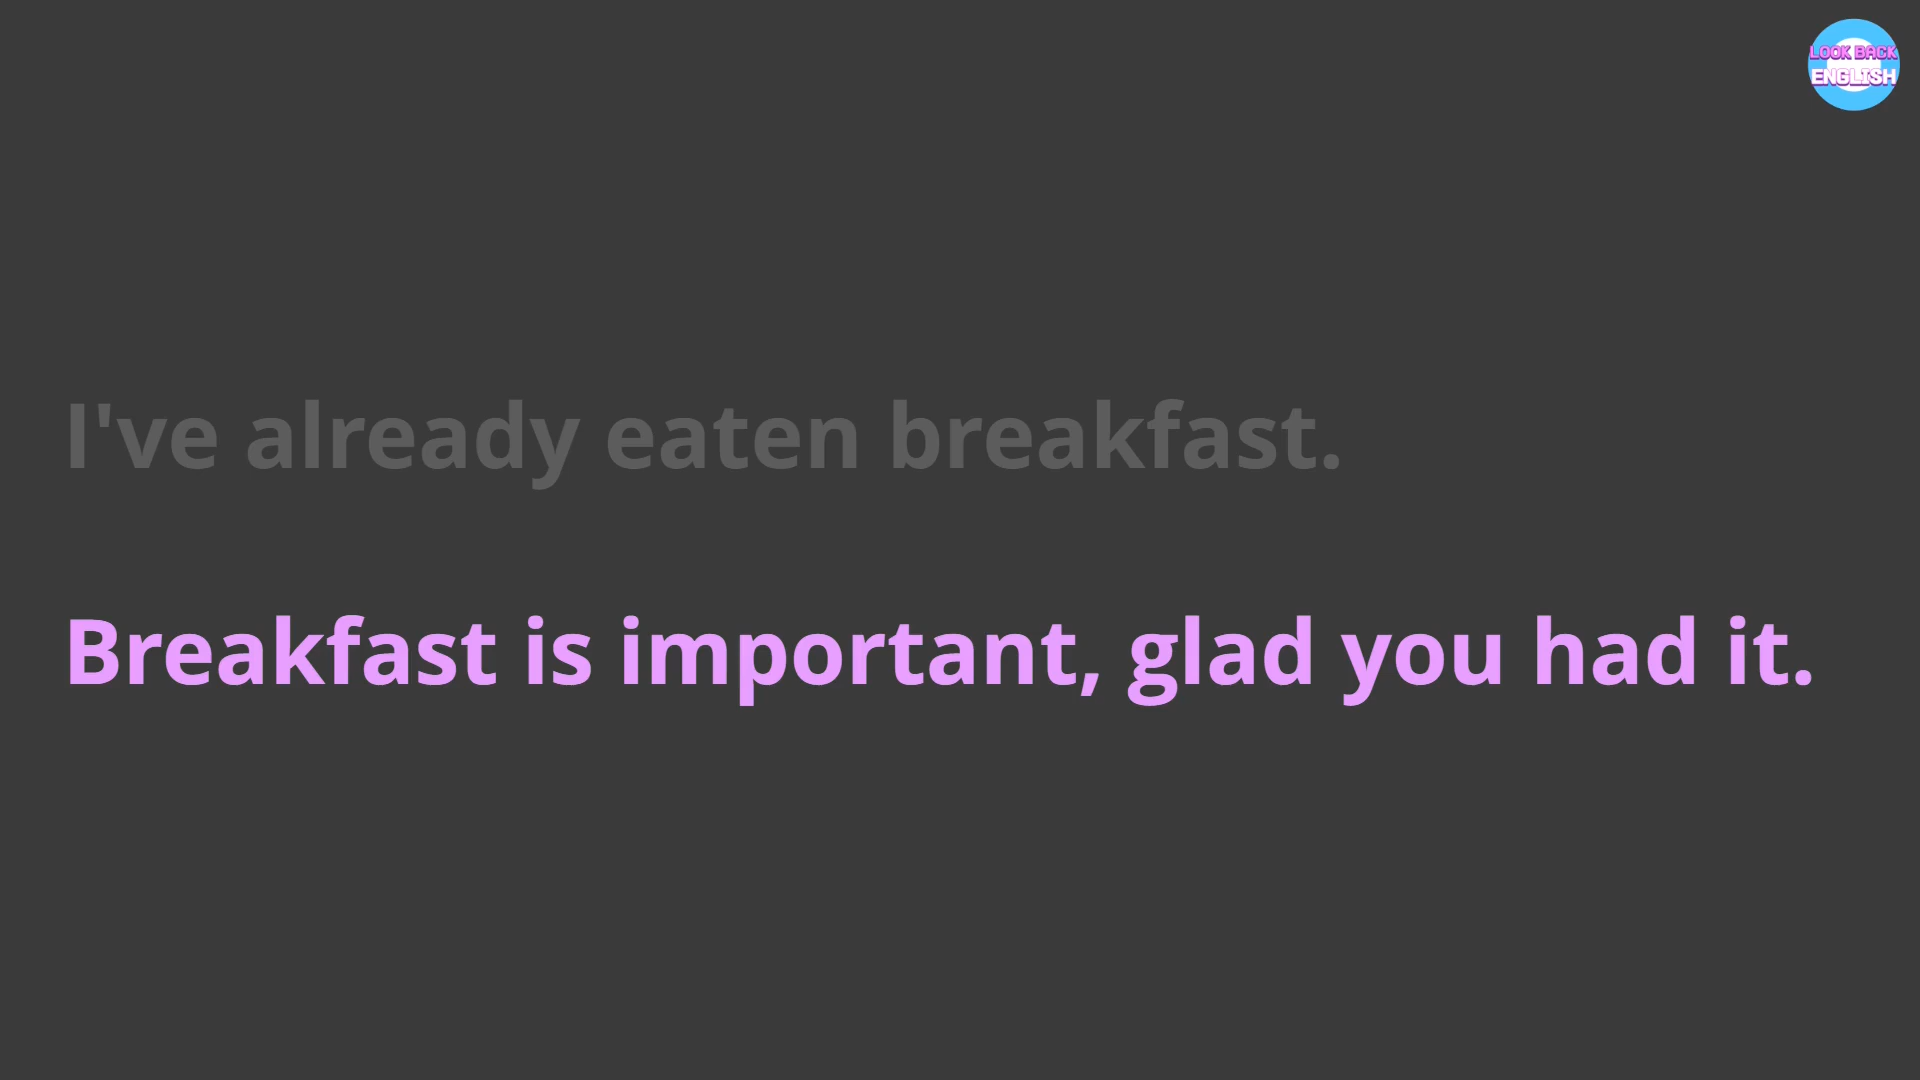 LOOK BACK
ENGLISH
I've already eaten breakfast.
Breakfast is important, glad you had it.